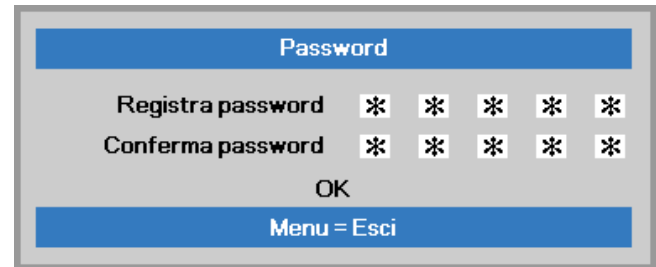 Password
Registra password * * * * *
Conferma password * * * * *
OK
Menu = Esci